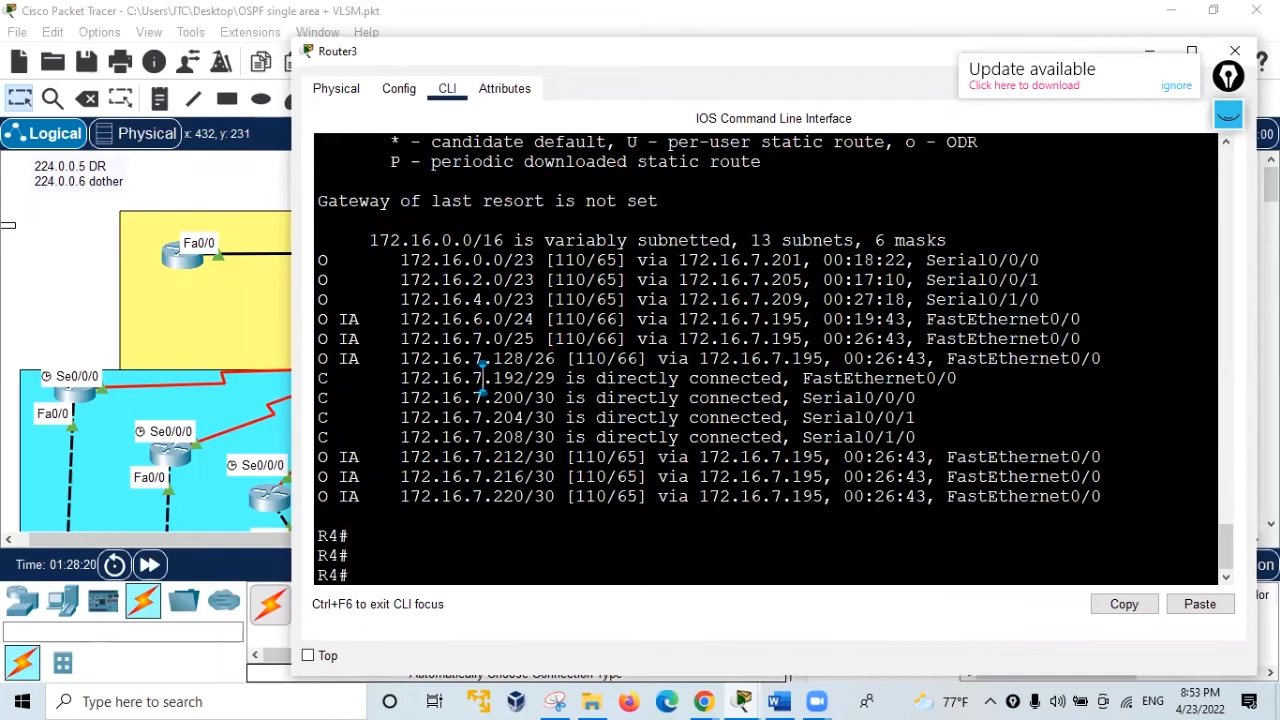 Cisco Packet Tracer - C:\Users\JTC\Desktop\OSPF single area + VLSM.pkt
File Edit Options View Tools Extensions Window Help
Router3
Update available
Click here to download ignore
Physical Config CLI Attributes
IOS Command Line Interface
Logical Physical x: 432, y: 231
:00
224.0.0.5 DR
224.0.0.6 dother
Fa0/0
Se0/0/0
Fa0/0
Se0/0/0
Fa0/0
Se0/0/0
* - candidate default, U - per-user static route, o - ODR
P - periodic downloaded static route
Gateway of last resort is not set
172.16.0.0/16 is variably subnetted, 13 subnets, 6 masks
O 172.16.0.0/23 [110/65] via 172.16.7.201, 00:18:22, Serial0/0/0
O 172.16.2.0/23 [110/65] via 172.16.7.205, 00:17:10, Serial0/0/1
O 172.16.4.0/23 [110/65] via 172.16.7.209, 00:27:18, Serial0/1/0
O IA 172.16.6.0/24 [110/66] via 172.16.7.195, 00:19:43, FastEthernet0/0
O IA 172.16.7.0/25 [110/66] via 172.16.7.195, 00:26:43, FastEthernet0/0
O IA 172.16.7.128/26 [110/66] via 172.16.7.195, 00:26:43, FastEthernet0/0
C 172.16.7.192/29 is directly connected, FastEthernet0/0
C 172.16.7.200/30 is directly connected, Serial0/0/0
C 172.16.7.204/30 is directly connected, Serial0/0/1
C 172.16.7.208/30 is directly connected, Serial0/1/0
O IA 172.16.7.212/30 [110/65] via 172.16.7.195, 00:26:43, FastEthernet0/0
O IA 172.16.7.216/30 [110/65] via 172.16.7.195, 00:26:43, FastEthernet0/0
O IA 172.16.7.220/30 [110/65] via 172.16.7.195, 00:26:43, FastEthernet0/0
R4#
R4#
R4#
Time: 01:28:20
on
Ctrl+F6 to exit CLI focus Copy Paste
Top
Automatically Choose Connection Type
Type here to search
77°F ENG 8:53 PM
4/23/2022